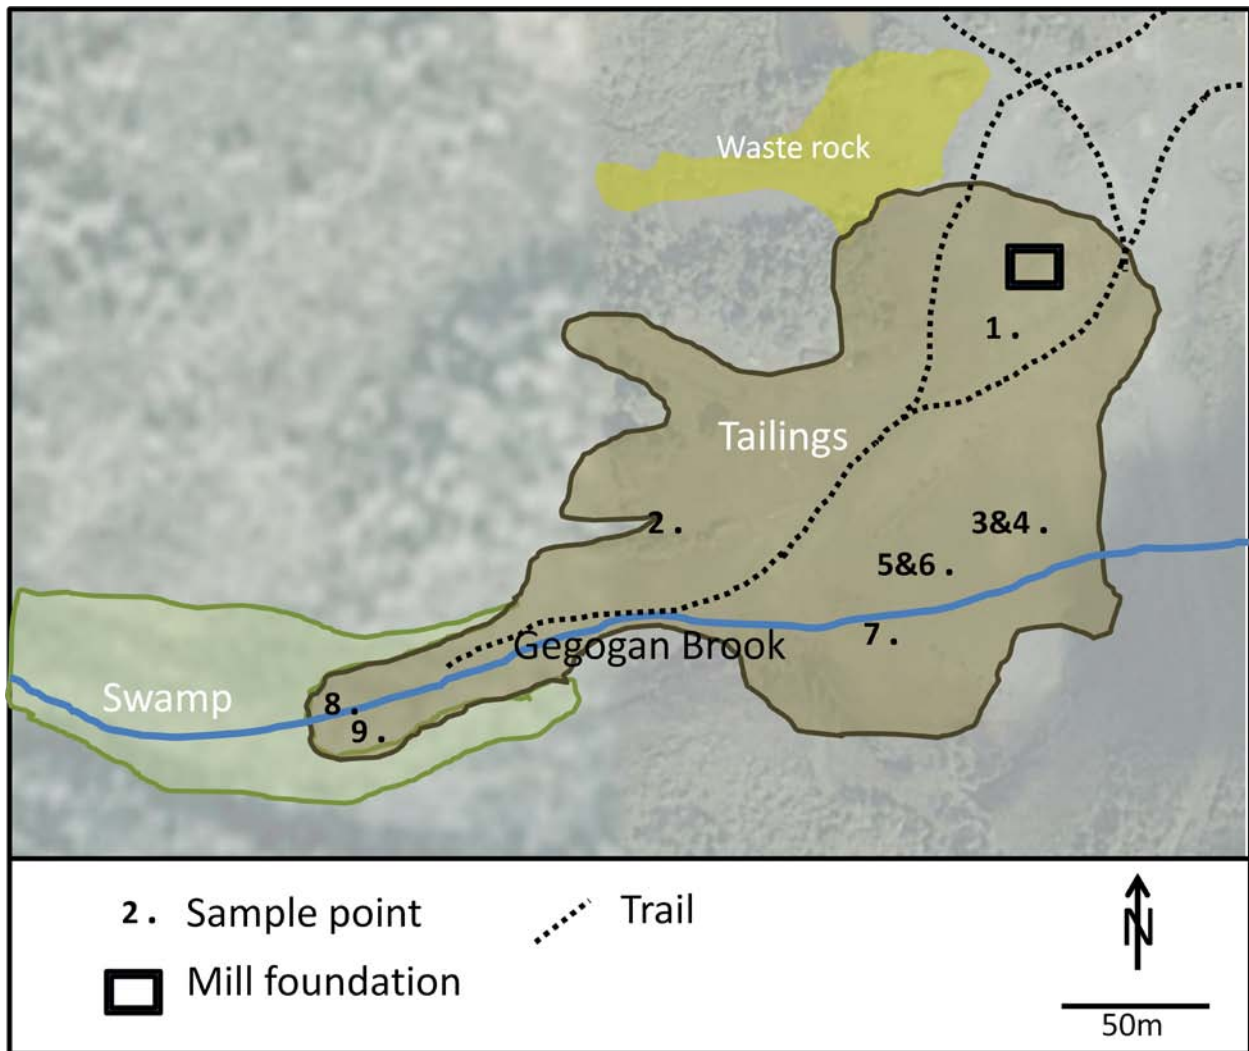 Waste rock
1 .
Tailings
2 .
3&4 .
5&6 .
7 .
Gegogan Brook
Swamp
8 .
9 .
2 . Sample point
Trail
N
Mill foundation
50m